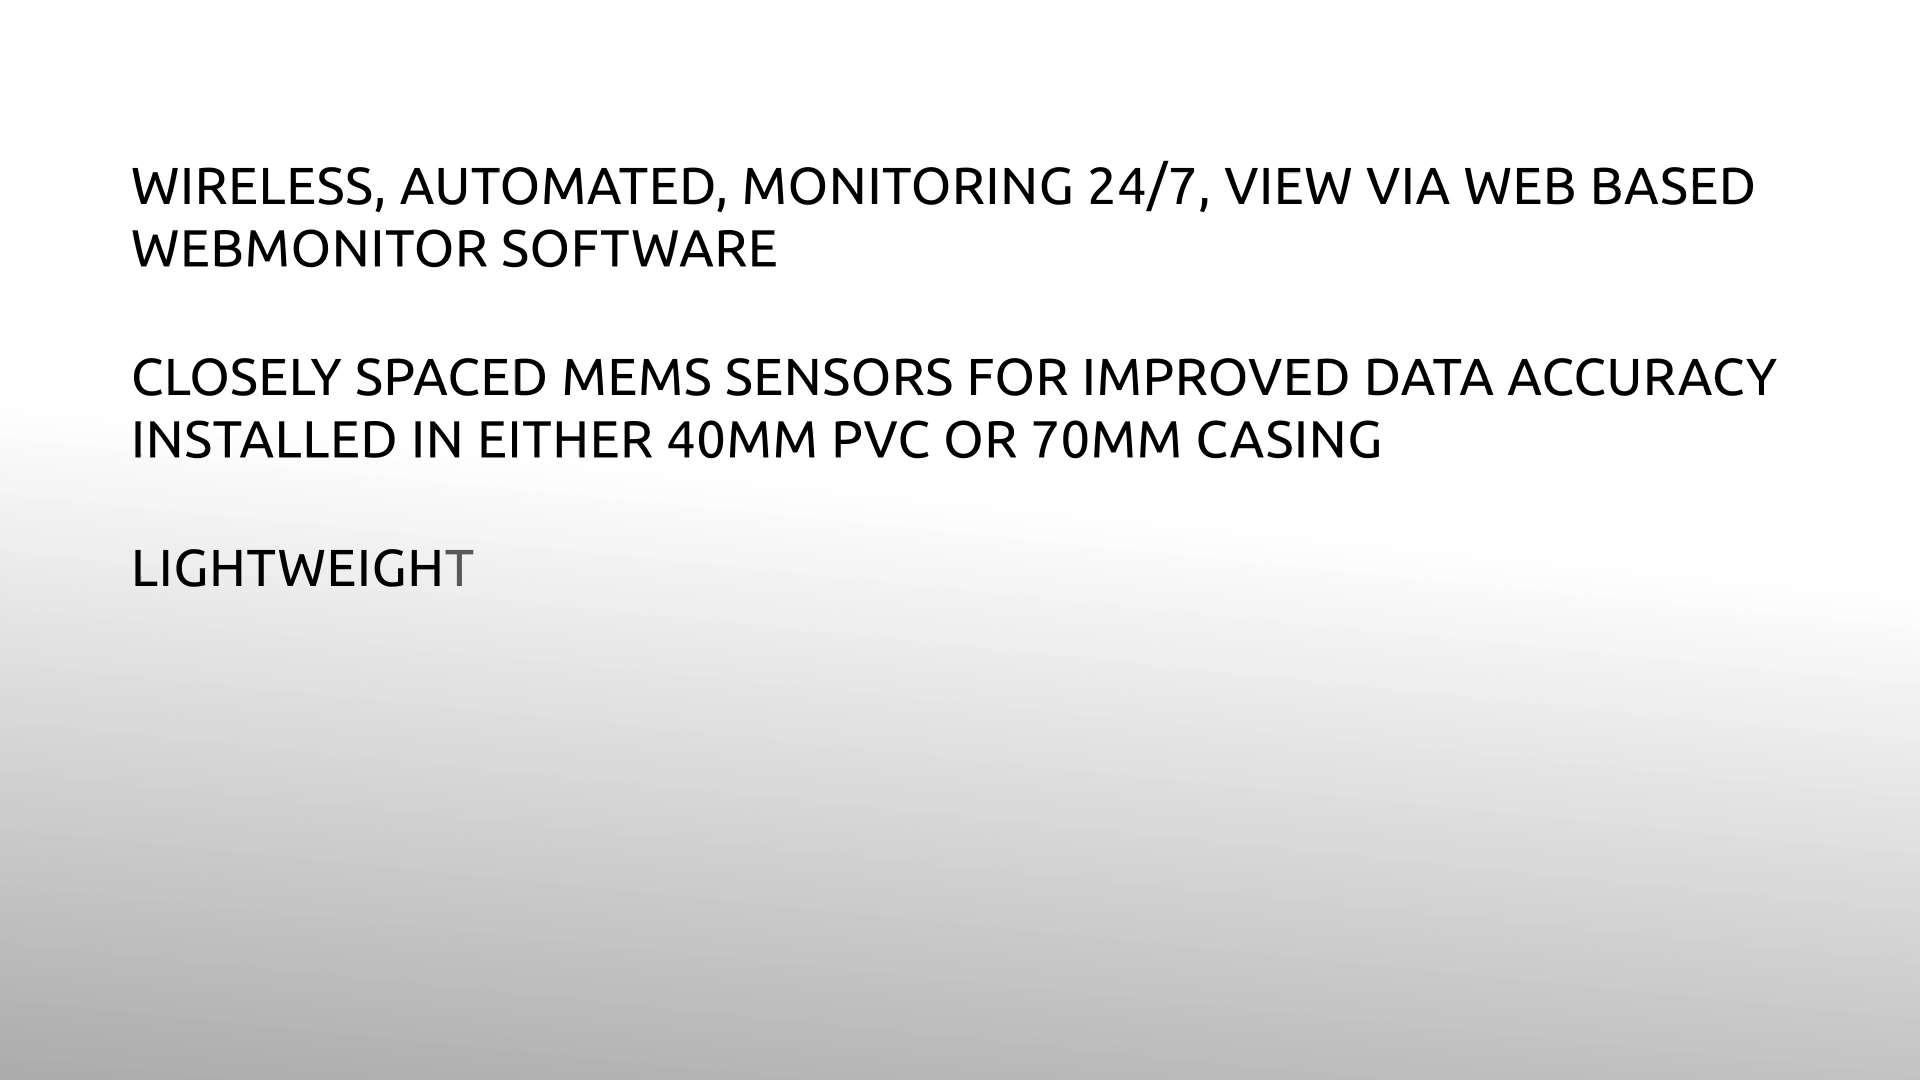 WIRELESS, AUTOMATED, MONITORING 24/7, VIEW VIA WEB BASED
WEBMONITOR SOFTWARE
CLOSELY SPACED MEMS SENSORS FOR IMPROVED DATA ACCURACY
INSTALLED IN EITHER 40MM PVC OR 70MM CASING
LIGHTWEIGHT